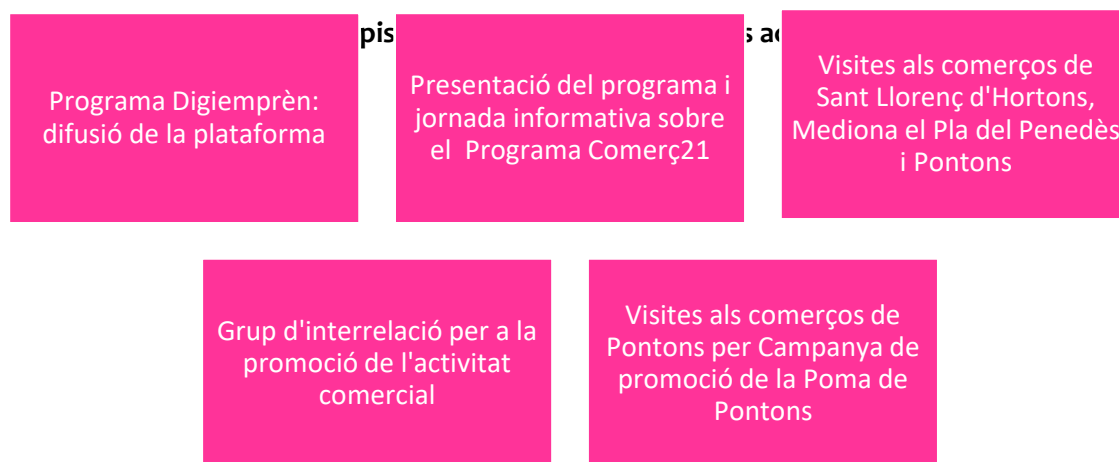 Programa Digiemprèn:
difusió de la plataforma
Presentació del programa i
jornada informativa sobre
el Programa Comerç21
Visites als comerços de
Sant Llorenç d'Hortons,
Mediona el Pla del Penedès
i Pontons
Grup d'interrelació per a la
promoció de l'activitat
comercial
Visites als comerços de
Pontons per Campanya de
promoció de la Poma de
Pontons